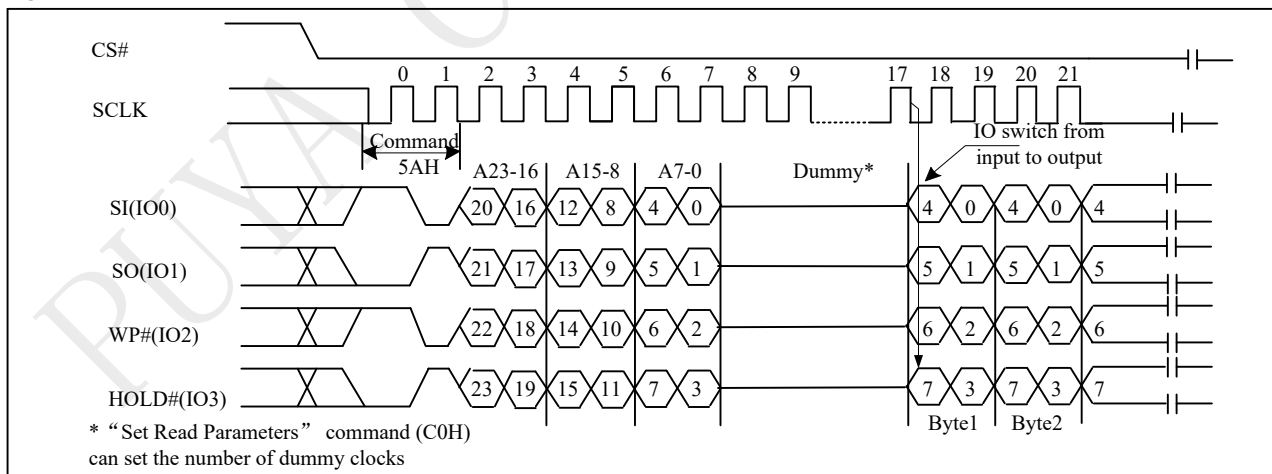 PUYA
CS#
0 1 2 3 4 5 6 7 8 9 17 18 19 20 21
SCLK
Command
5AH
IO switch from
input to output
A23-16 A15-8 A7-0 Dummy*
SI(IO0) 20 16 12 8 4 0 4 0 4 0 4
SO(IO1) 21 17 13 9 5 1 5 1 5 1 5
WP#(IO2) 22 18 14 10 6 2 6 2 6 2 6
HOLD#(IO3) 23 19 15 11 7 3 7 3 7 3 7
Byte1 Byte2
* “Set Read Parameters” command (C0H)
can set the number of dummy clocks